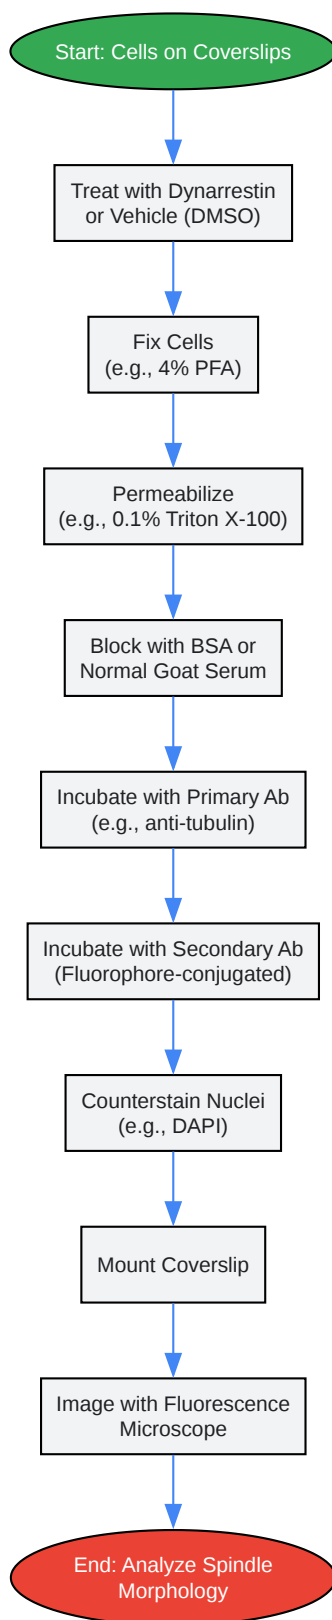 Start: Cells on Coverslips
Treat with Dynarrestin
or Vehicle (DMSO)
Fix Cells
(e.g., 4% PFA)
Permeabilize
(e.g., 0.1% Triton X-100)
Block with BSA or
Normal Goat Serum
Incubate with Primary Ab
(e.g., anti-tubulin)
Incubate with Secondary Ab
(Fluorophore-conjugated)
Counterstain Nuclei
(e.g., DAPI)
Mount Coverslip
Image with Fluorescence
Microscope
End: Analyze Spindle
Morphology